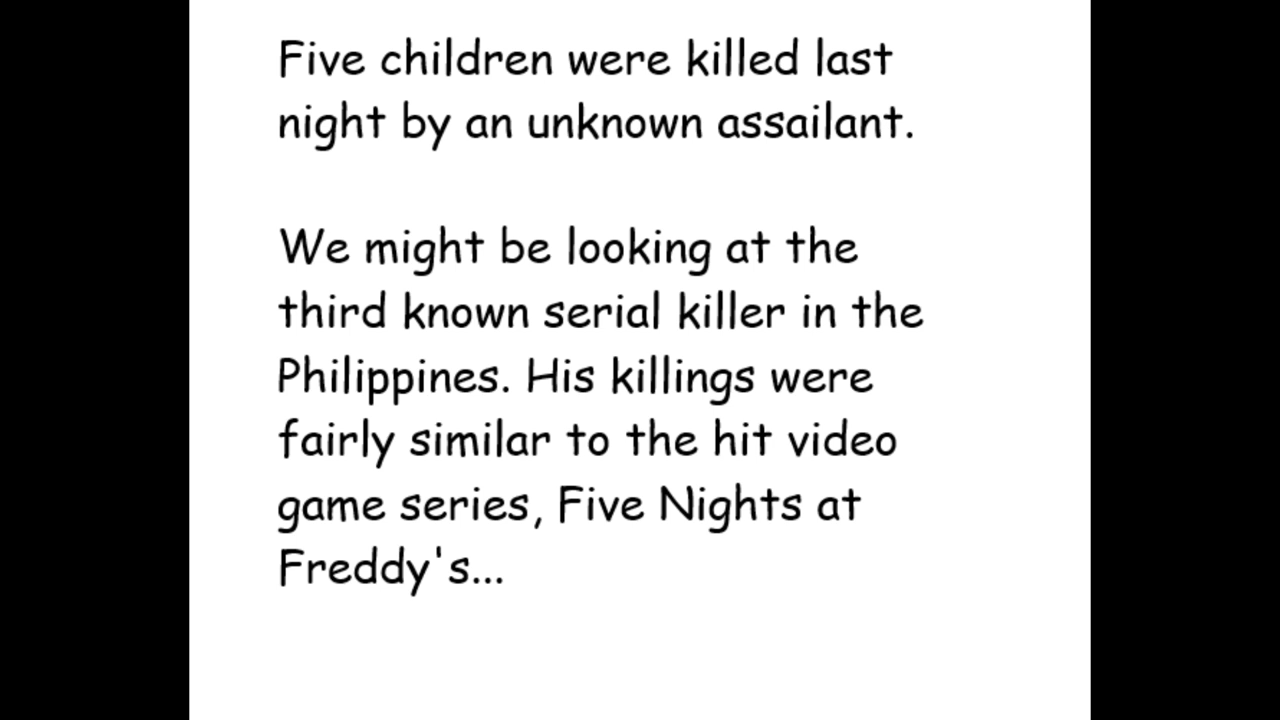 Five children were killed last
night by an unknown assailant.
We might be looking at the
third known serial killer in the
Philippines. His killings were
fairly similar to the hit video
game series, Five Nights at
Freddy's...